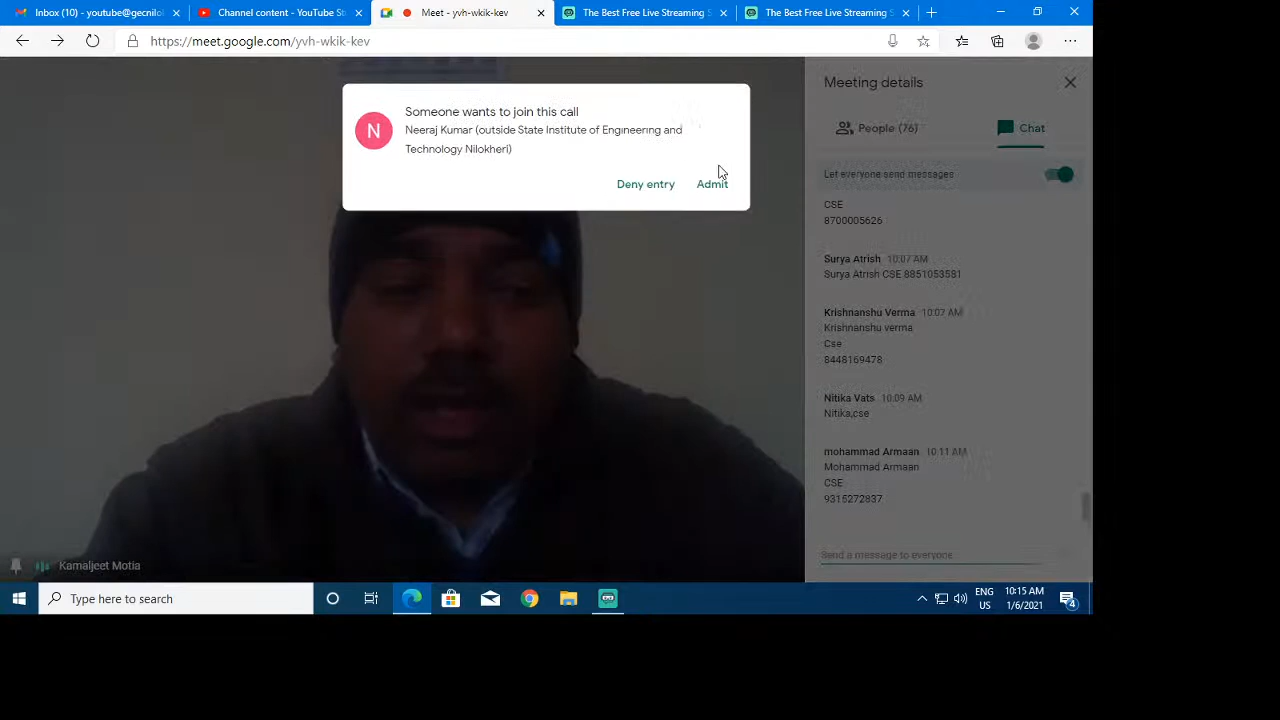 Inbox (10) - youtube@gecnilo
Channel content - YouTube St
Meet - yvh-wkik-kev
The Best Free Live Streaming S
The Best Free Live Streaming S
https://meet.google.com/yvh-wkik-kev
Someone wants to join this call
N
Neeraj Kumar (outside State Institute of Engineering and
Technology Nilokheri)
Deny entry Admit
Meeting details
People (76) Chat
Let everyone send messages
CSE
8700005626
Surya Atrish 10:07 AM
Surya Atrish CSE 8851053581
Krishnanshu Verma 10:07 AM
Krishnanshu verma
Cse
8448169478
Nitika Vats 10:09 AM
Nitika,cse
mohammad Armaan 10:11 AM
Mohammad Armaan
CSE
9315272837
Send a message to everyone
Kamaljeet Motia
Type here to search
ENG
US
10:15 AM
1/6/2021
4